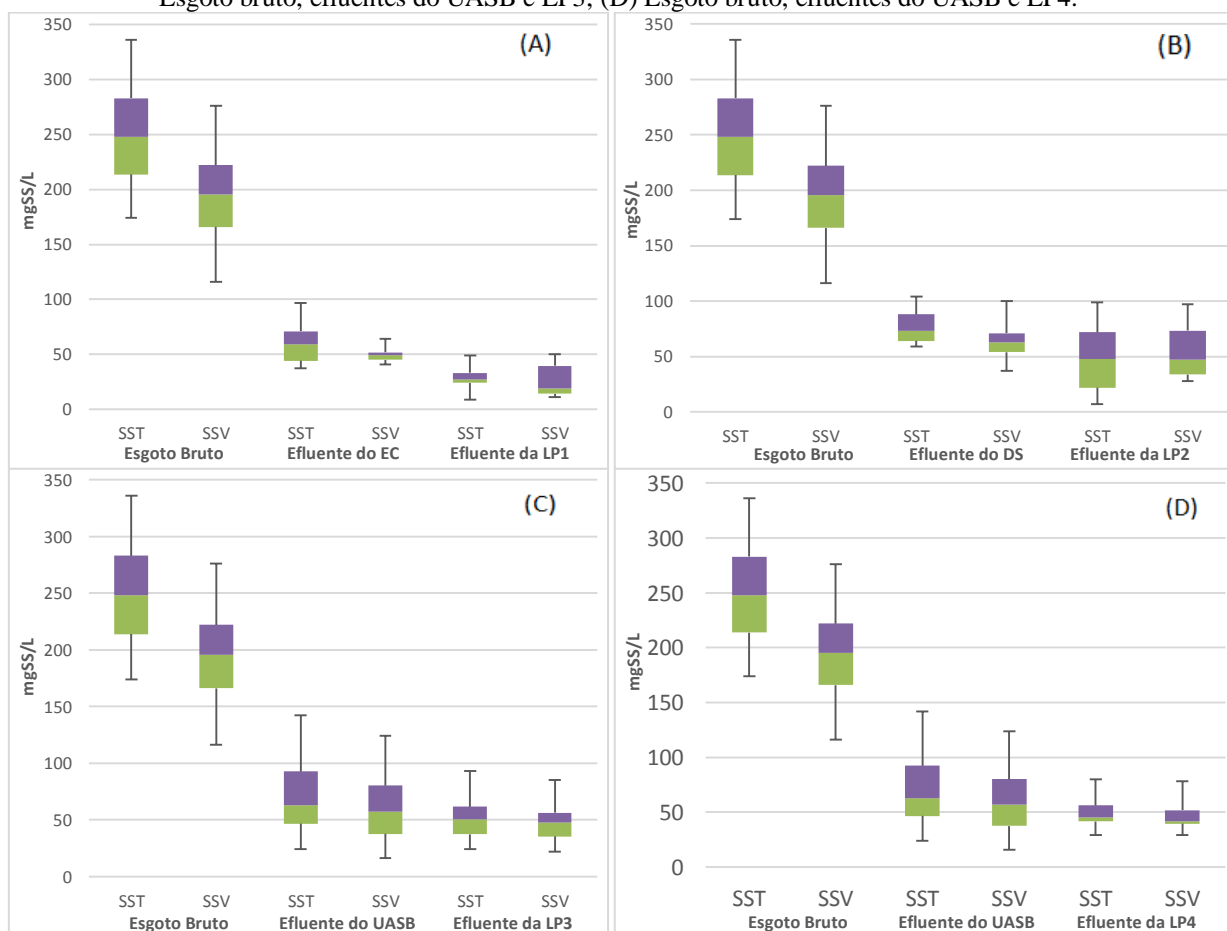 Esgoto bruto, efluentes do UASB e LP3; (D) Esgoto bruto, efluentes do UASB e LP4.
(A)
350
300
250
200
150
100
50
0
mgSS/L
SST SSV SST SSV SST SSV
Esgoto Bruto Efluente do EC Efluente da LP1
(B)
350
300
250
200
150
100
50
0
mgSS/L
SST SSV SST SSV SST SSV
Esgoto Bruto Efluente do DS Efluente da LP2
(C)
350
300
250
200
150
100
50
0
mgSS/L
SST SSV SST SSV SST SSV
Esgoto Bruto Efluente do UASB Efluente da LP3
(D)
350
300
250
200
150
100
50
0
mgSS/L
SST SSV SST SSV SST SSV
Esgoto Bruto Efluente do UASB Efluente da LP4